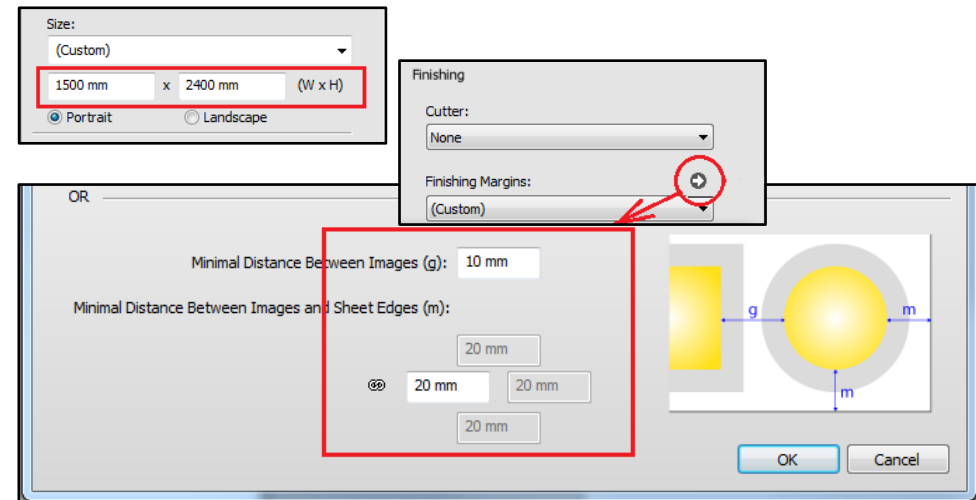 Size:
(Custom)
1500 mm x 2400 mm (W x H)
Portrait Landscape
Finishing
Cutter:
None
Finishing Margins:
(Custom)
OR
Minimal Distance Between Images (g): 10 mm
Minimal Distance Between Images and Sheet Edges (m):
20 mm
20 mm 20 mm
20 mm
g
m
m
OK Cancel